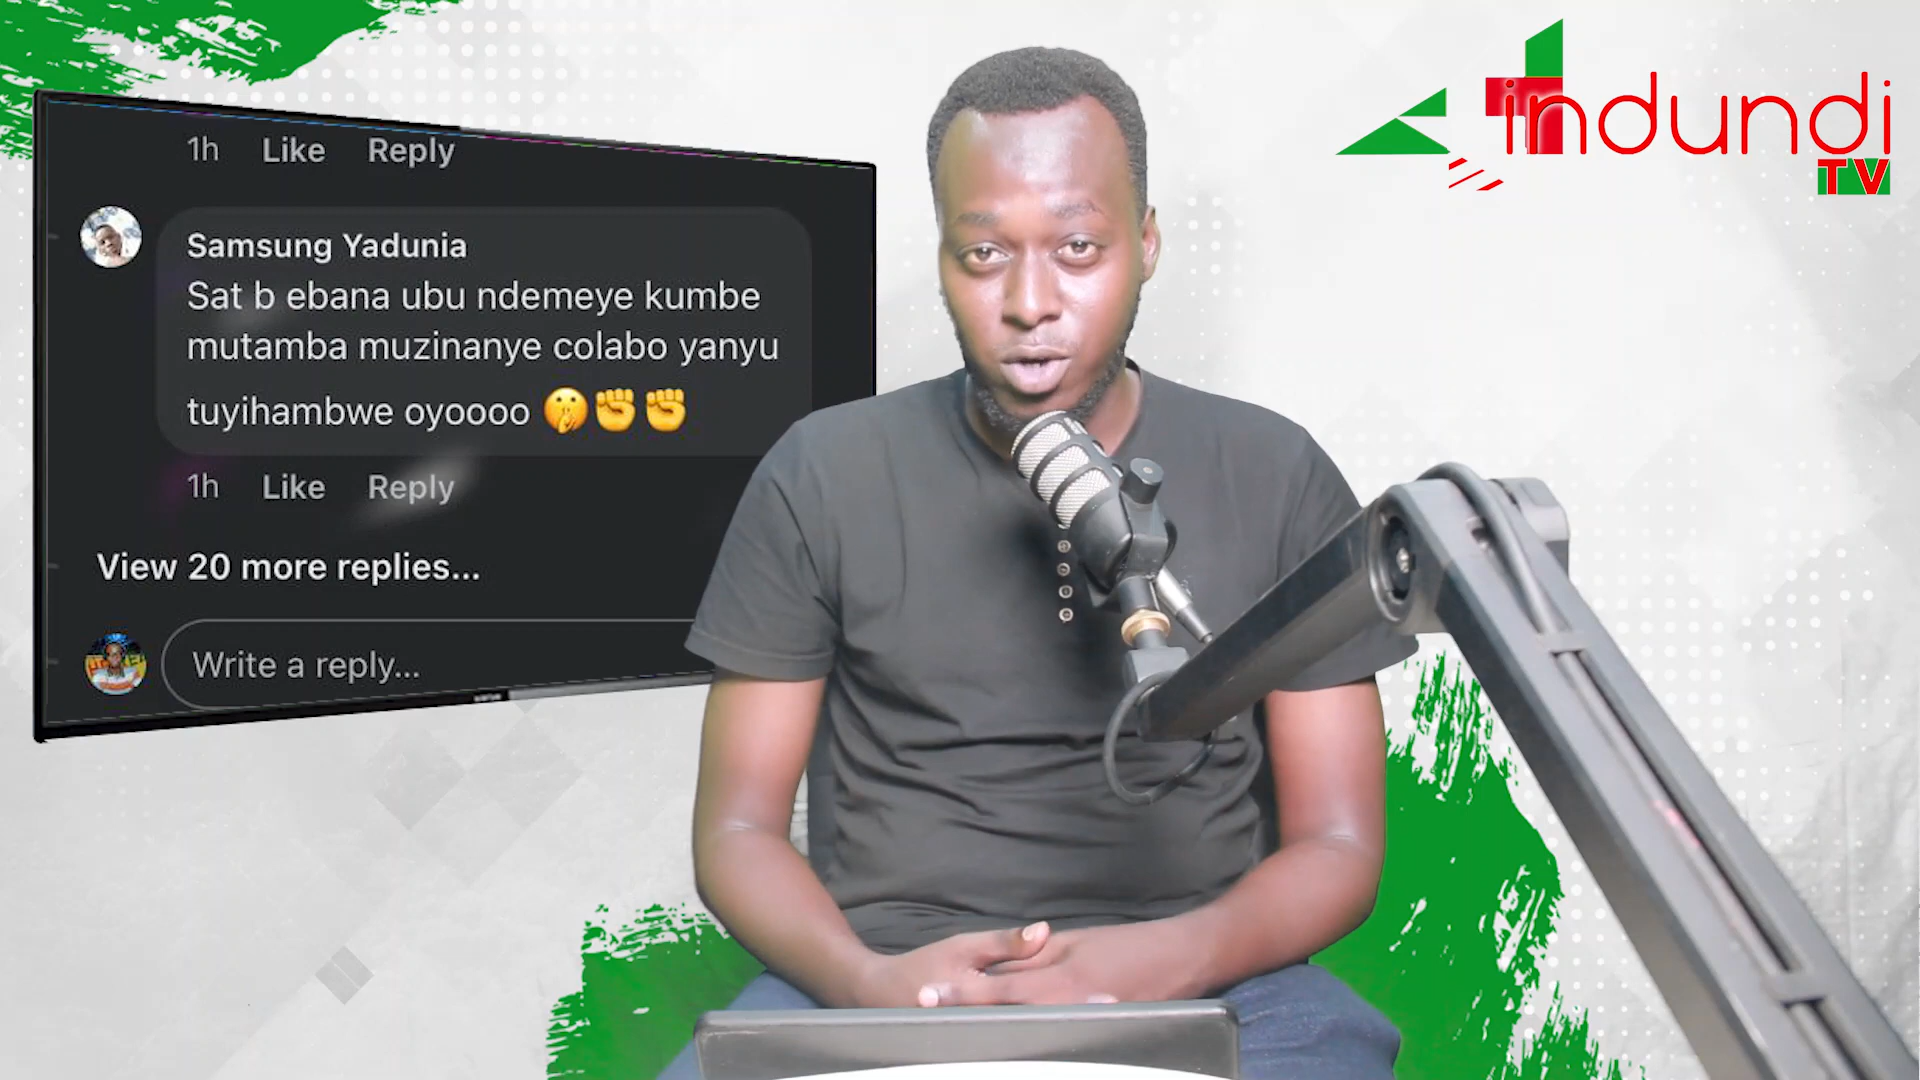 1h Like Reply
Samsung Yadunia
Sat b ebana ubu ndemeye kumbe
mutamba muzinanye colabo yanyu
tuyihambwe oyoooo 🤫✊✊
1h Like Reply
View 20 more replies...
Write a reply...
indundi
TV